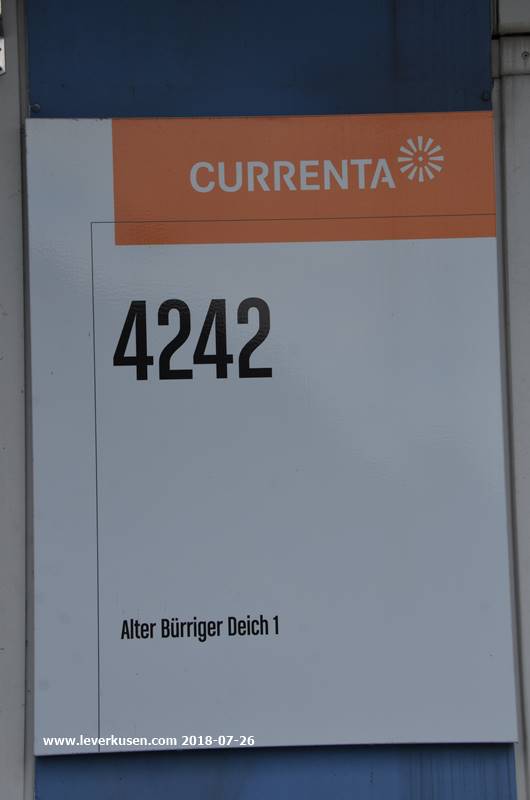 CURRENTA
4242
Alter Bürriger Deich 1
www.leverkusen.com 2018-07-26